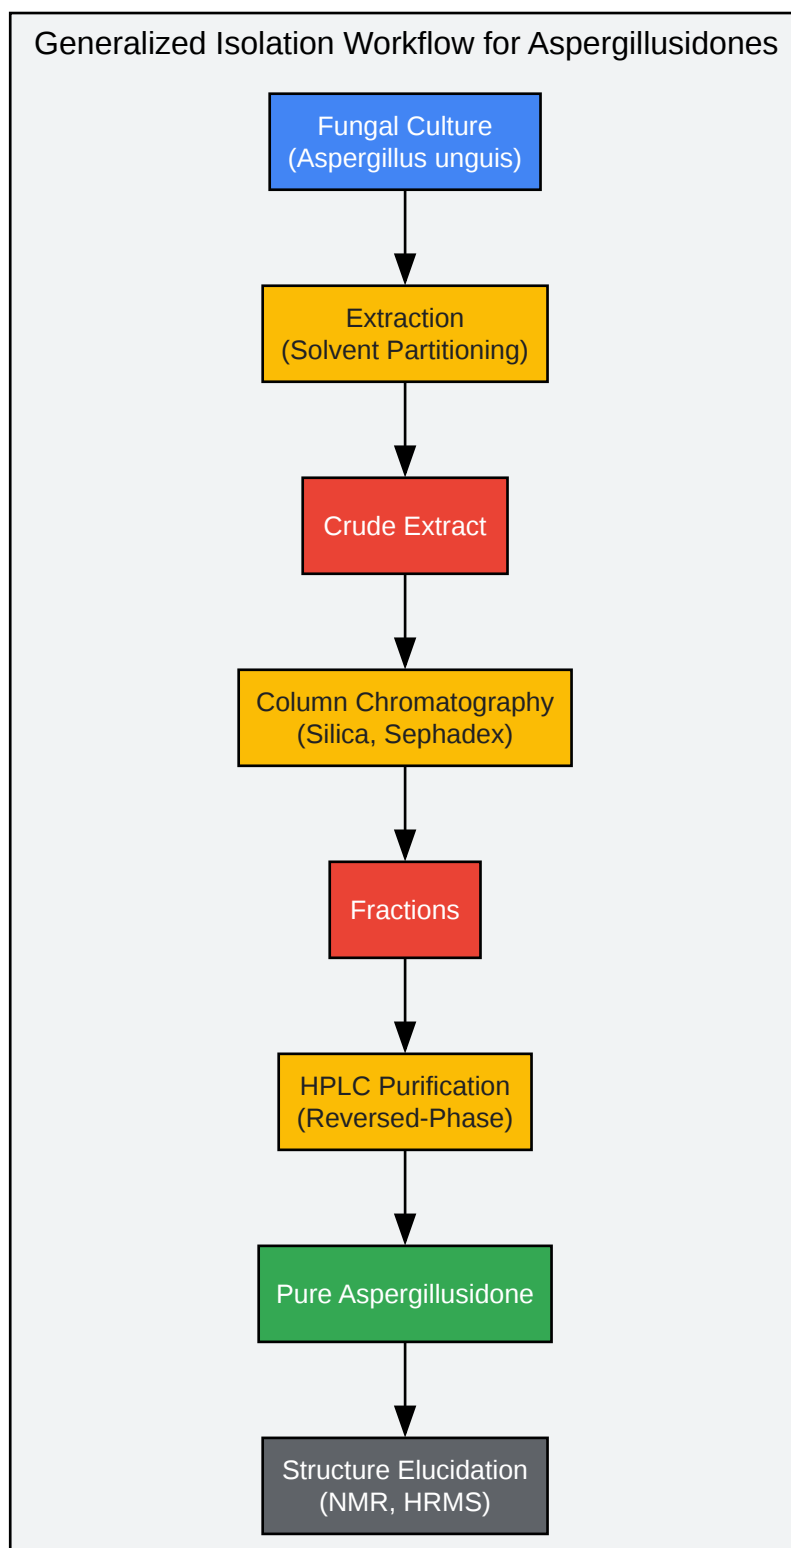 Generalized Isolation Workflow for Aspergillusidones
Fungal Culture
(Aspergillus unguis)
Extraction
(Solvent Partitioning)
Crude Extract
Column Chromatography
(Silica, Sephadex)
Fractions
HPLC Purification
(Reversed-Phase)
Pure Aspergillusidone
Structure Elucidation
(NMR, HRMS)